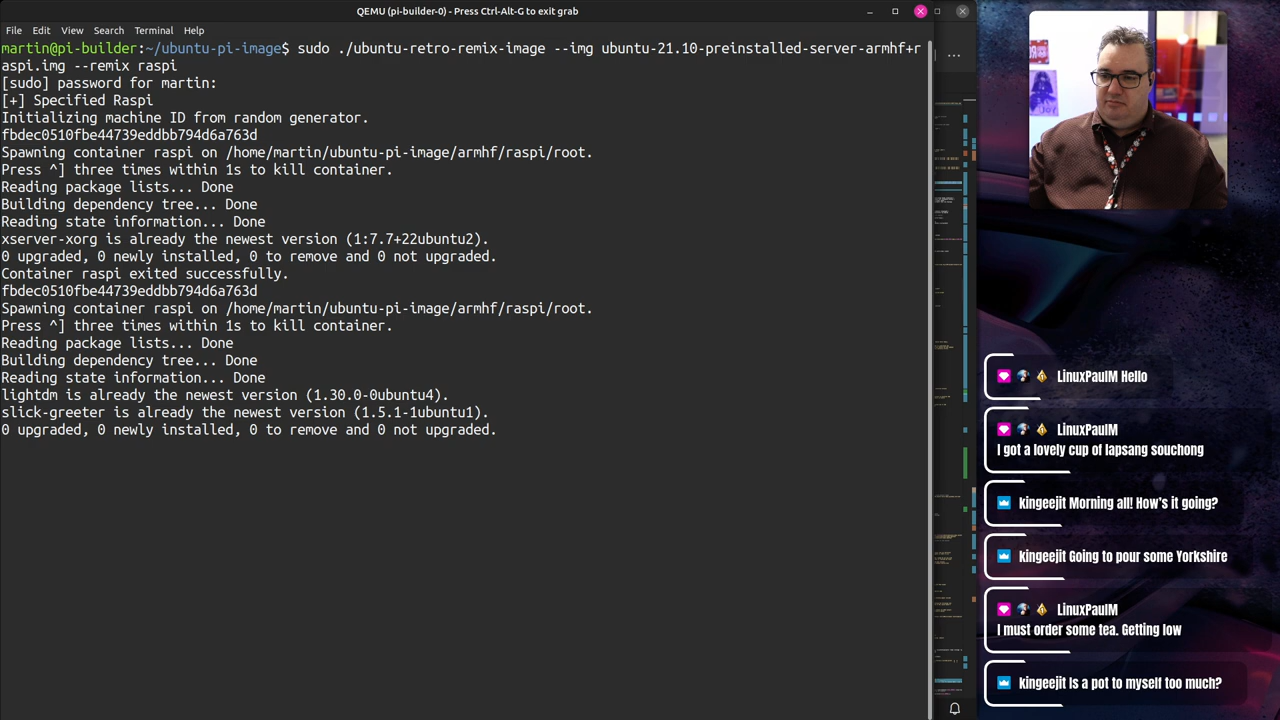 QEMU (pi-builder-0) - Press Ctrl-Alt-G to exit grab
File Edit View Search Terminal Help
martin@pi-builder:~/ubuntu-pi-image$ sudo ./ubuntu-retro-remix-image --img ubuntu-21.10-preinstalled-server-armhf+r
aspi.img --remix raspi
[sudo] password for martin:
[+] Specified Raspi
Initializing machine ID from random generator.
fbdec0510fbe44739eddbb794d6a763d
Spawning container raspi on /home/martin/ubuntu-pi-image/armhf/raspi/root.
Press ^] three times within 1s to kill container.
Reading package lists... Done
Building dependency tree... Done
Reading state information... Done
xserver-xorg is already the newest version (1:7.7+22ubuntu2).
0 upgraded, 0 newly installed, 0 to remove and 0 not upgraded.
Container raspi exited successfully.
fbdec0510fbe44739eddbb794d6a763d
Spawning container raspi on /home/martin/ubuntu-pi-image/armhf/raspi/root.
Press ^] three times within 1s to kill container.
Reading package lists... Done
Building dependency tree... Done
Reading state information... Done
lightdm is already the newest version (1.30.0-0ubuntu4).
slick-greeter is already the newest version (1.5.1-1ubuntu1).
0 upgraded, 0 newly installed, 0 to remove and 0 not upgraded.
LinuxPaulM Hello
LinuxPaulM
I got a lovely cup of lapsang souchong
kingeejit Morning all! How's it going?
kingeejit Going to pour some Yorkshire
LinuxPaulM
I must order some tea. Getting low
kingeejit Is a pot to myself too much?